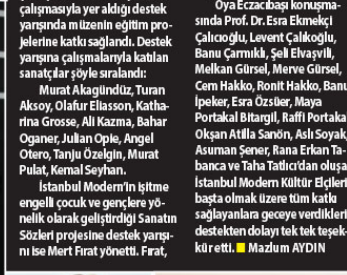 çalışmasıyla yer aldığı destek
yarışında müzenin eğitim pro-
jelerine katkı sağlandı. Destek
yarışına çalışmalarıyla katılan
sanatçılar şöyle sıralandı:
Murat Akagündüz, Turan
Aksoy, Olafur Eliasson, Katha-
rina Grosse, Ali Kazma, Bahar
Oganer, Julian Opie, Angel
Otero, Tanju Özelgin, Murat
Pulat, Kemal Seyhan.
İstanbul Modern'in işitme
engelli çocuk ve gençlere yö-
nelik olarak geliştirdiği Sanatın
Sözleri projesine destek yarışı-
nı ise Mert Fırat yönetti. Fırat,
Oya Eczacıbaşı konuşma-
sında Prof. Dr. Esra Ekmekçi
Çalıcıoğlu, Levent Çalıkoğlu,
Banu Çarmıklı, Şeli Elvaşvili,
Melkan Gürsel, Merve Gürsel,
Cem Hakko, Ronit Hakko, Banu
İpeker, Esra Özsüer, Maya
Portakal Bitargil, Raffi Portakal
Okşan Atilla Sanön, Aslı Soyak,
Asuman Şener, Rana Erkan Ta-
banca ve Taha Tatlıcı'dan oluşa
İstanbul Modern Kültür Elçileri
başta olmak üzere tüm katkı
sağlayanlara geceye verdikleri
destekten dolayı tek tek teşek-
kür etti. Mazlum AYDIN